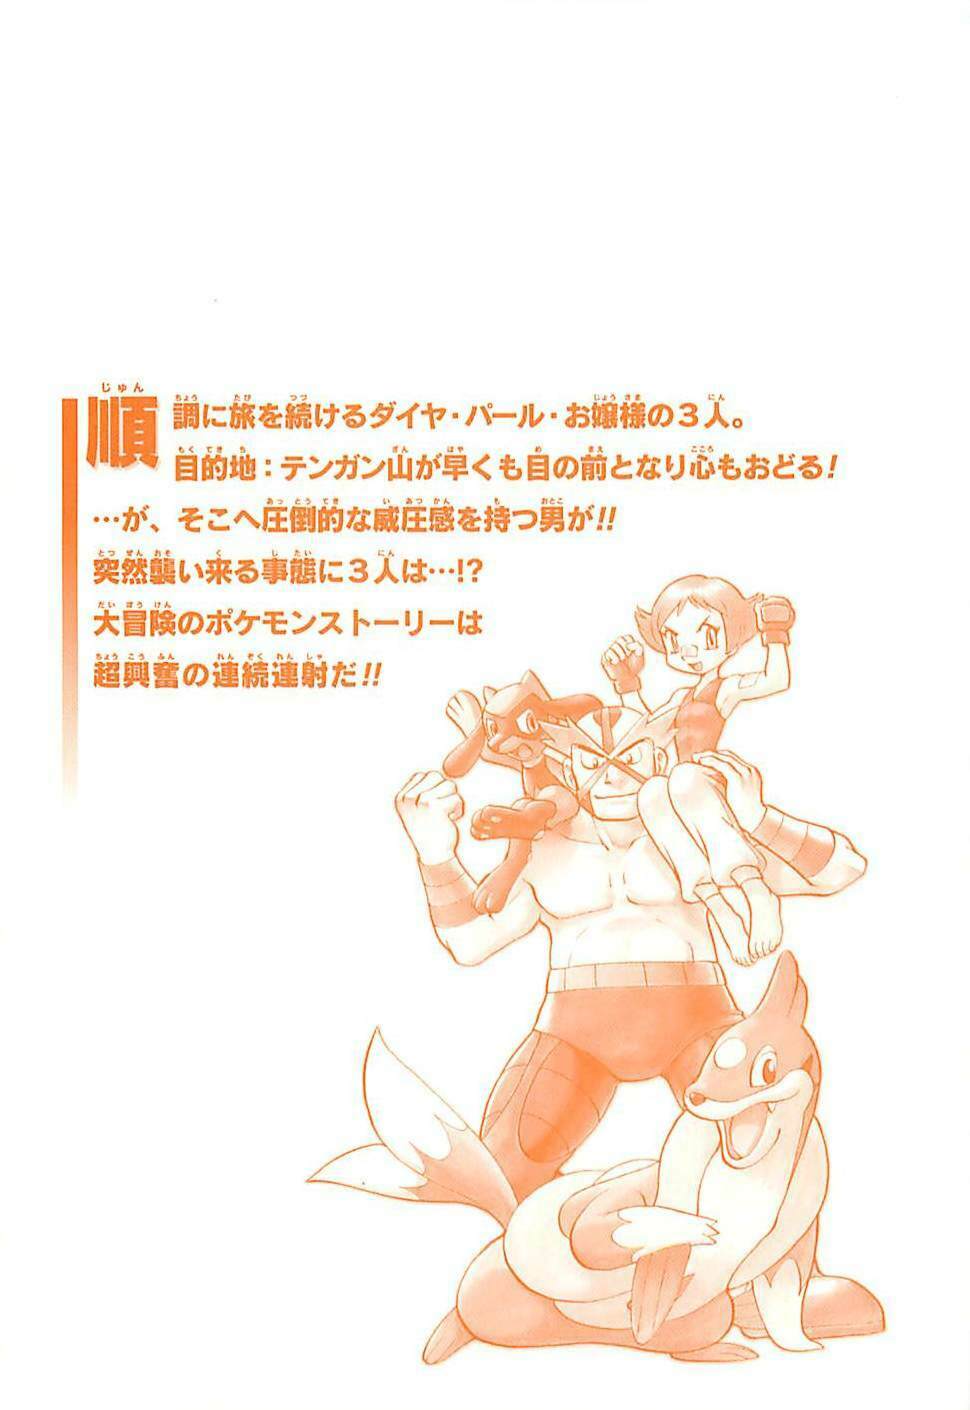 順調に旅を続けるダイヤ・パール・お嬢様の３人。
目的地：テンガン山が早くも目の前となり心もおどる！
…が、そこへ圧倒的な威圧感を持つ男が!!
突然襲い来る事態に３人は…!?
大冒険のポケモンストーリーは
超興奮の連続連射だ!!